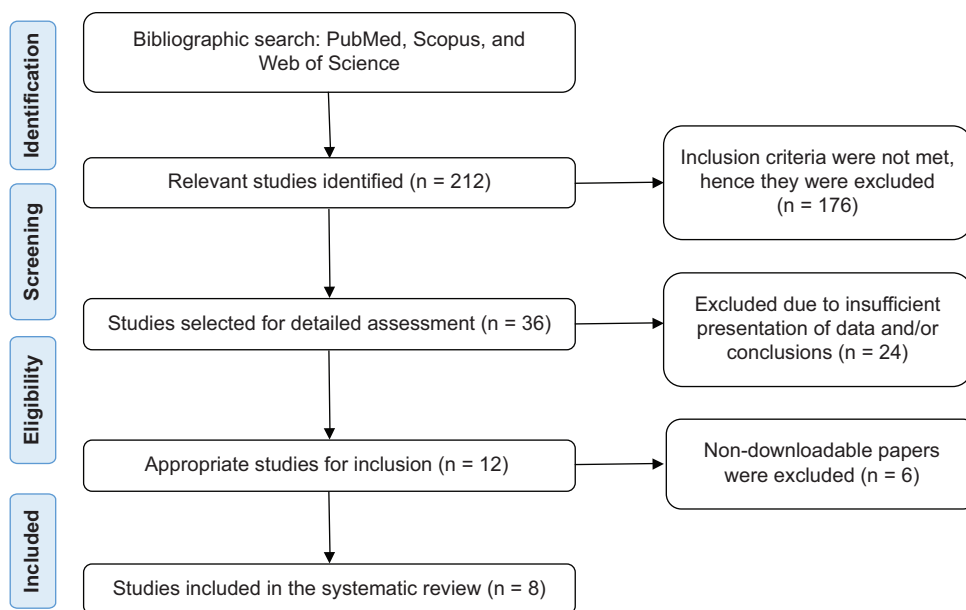 Identification
Bibliographic search: PubMed, Scopus, and
Web of Science
Relevant studies identified (n = 212)
Inclusion criteria were not met,
hence they were excluded
(n = 176)
Screening
Studies selected for detailed assessment (n = 36)
Excluded due to insufficient
presentation of data and/or
conclusions (n = 24)
Eligibility
Appropriate studies for inclusion (n = 12)
Non-downloadable papers
were excluded (n = 6)
Included
Studies included in the systematic review (n = 8)